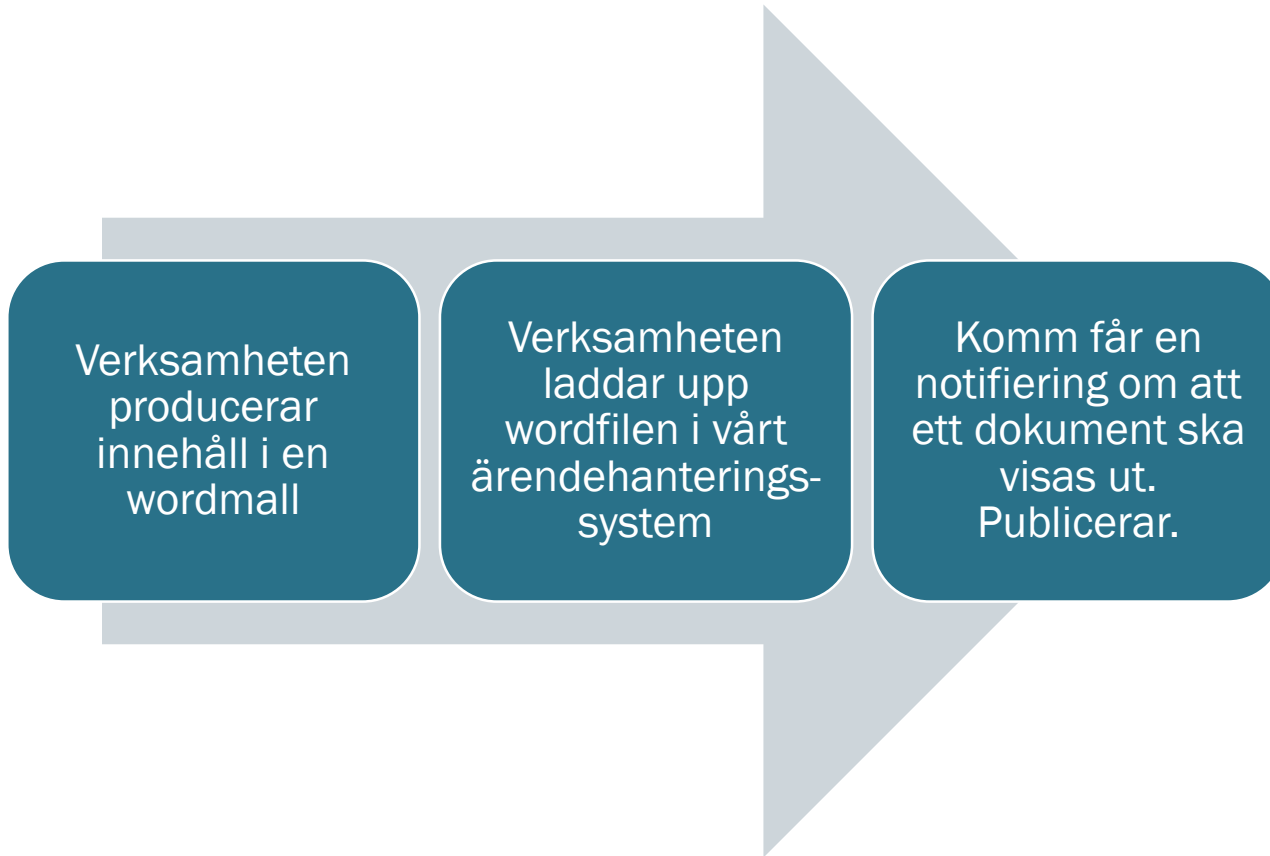 Verksamheten
producerar
innehåll i en
wordmall
Verksamheten
laddar upp
wordfilen i vårt
ärendehanterings-
system
Komm får en
notifiering om att
ett dokument ska
visas ut.
Publicerar.